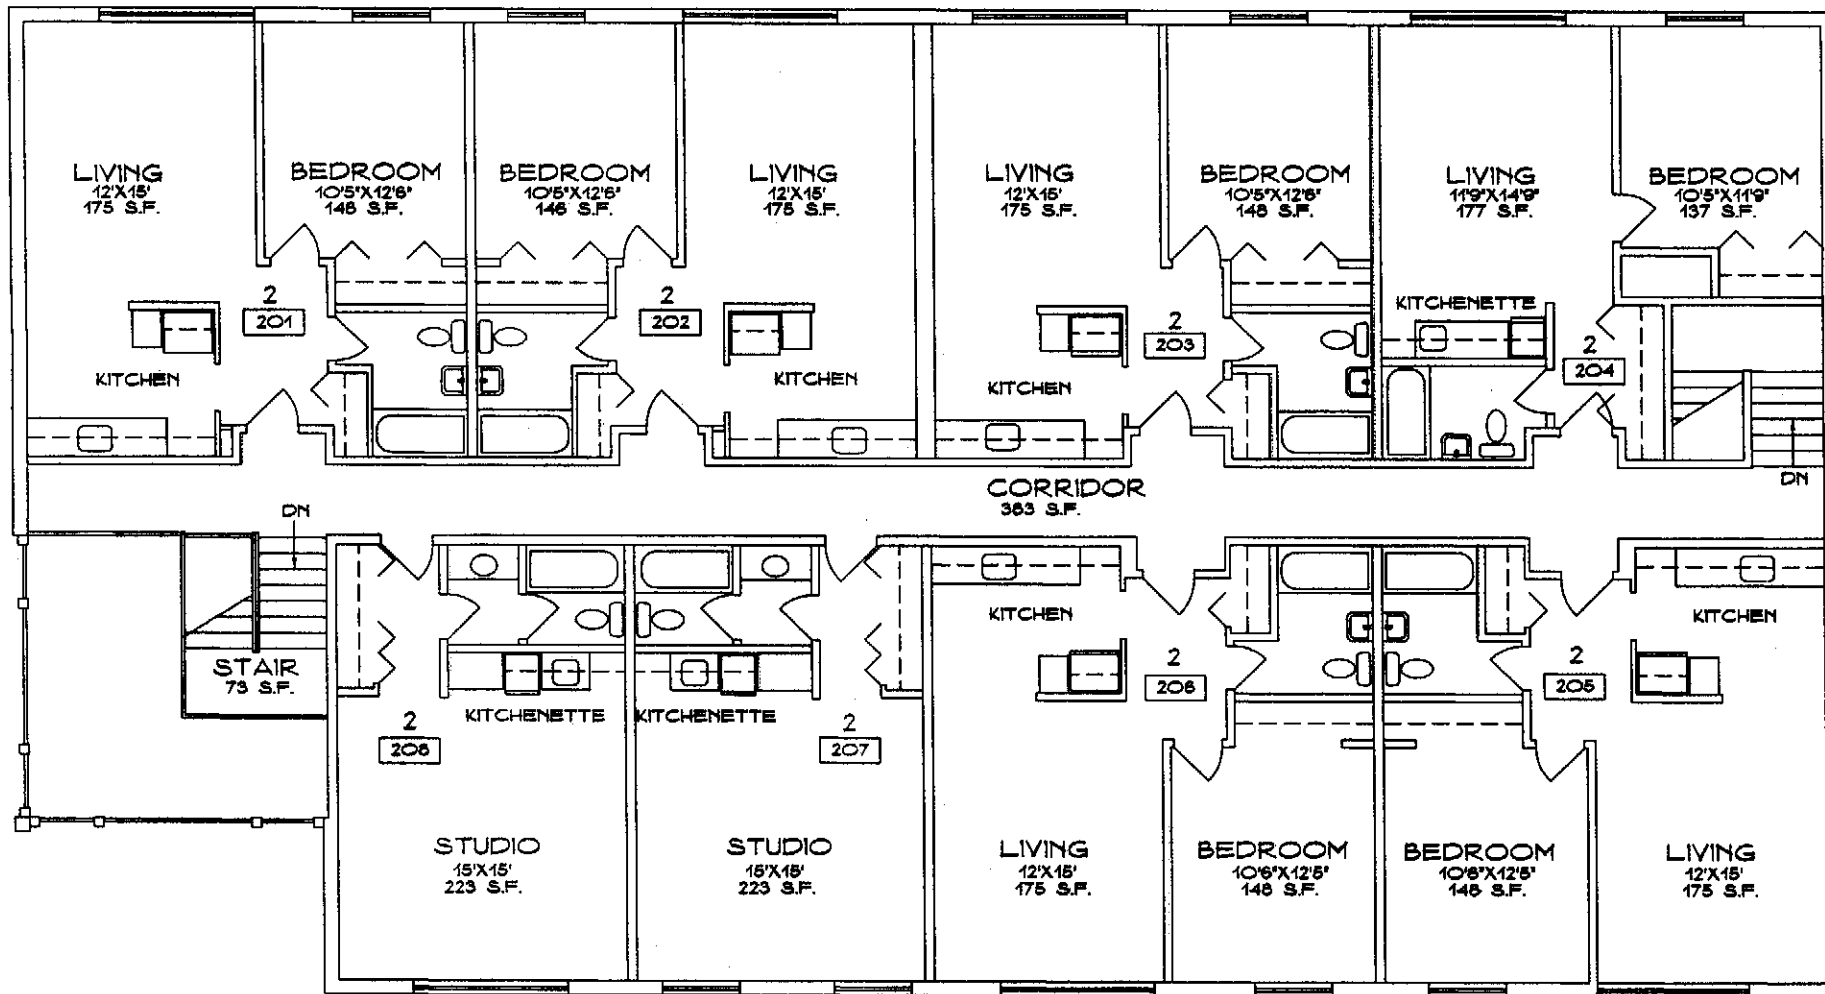 LIVING
12'X15'
175 S.F.
BEDROOM
10'5"X12'6"
146 S.F.
BEDROOM
10'5"X12'6"
146 S.F.
LIVING
12'X15'
175 S.F.
LIVING
12'X15'
175 S.F.
BEDROOM
10'5"X12'6"
146 S.F.
LIVING
11'9"X14'9"
177 S.F.
BEDROOM
10'5"X11'9"
137 S.F.
2
201
KITCHEN
2
202
KITCHEN
2
203
KITCHEN
KITCHENETTE
2
204
CORRIDOR
383 S.F.
DN
DN
STAIR
73 S.F.
KITCHENETTE
KITCHENETTE
2
208
2
207
KITCHEN
2
206
KITCHEN
2
205
STUDIO
15'X15'
223 S.F.
STUDIO
15'X15'
223 S.F.
LIVING
12'X15'
175 S.F.
BEDROOM
10'6"X12'5"
146 S.F.
BEDROOM
10'6"X12'5"
146 S.F.
LIVING
12'X15'
175 S.F.